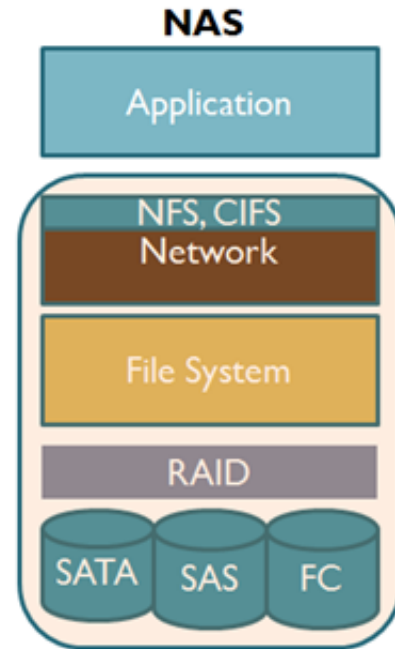 NAS
Application
NFS, CIFS
Network
File System
RAID
SATA SAS FC